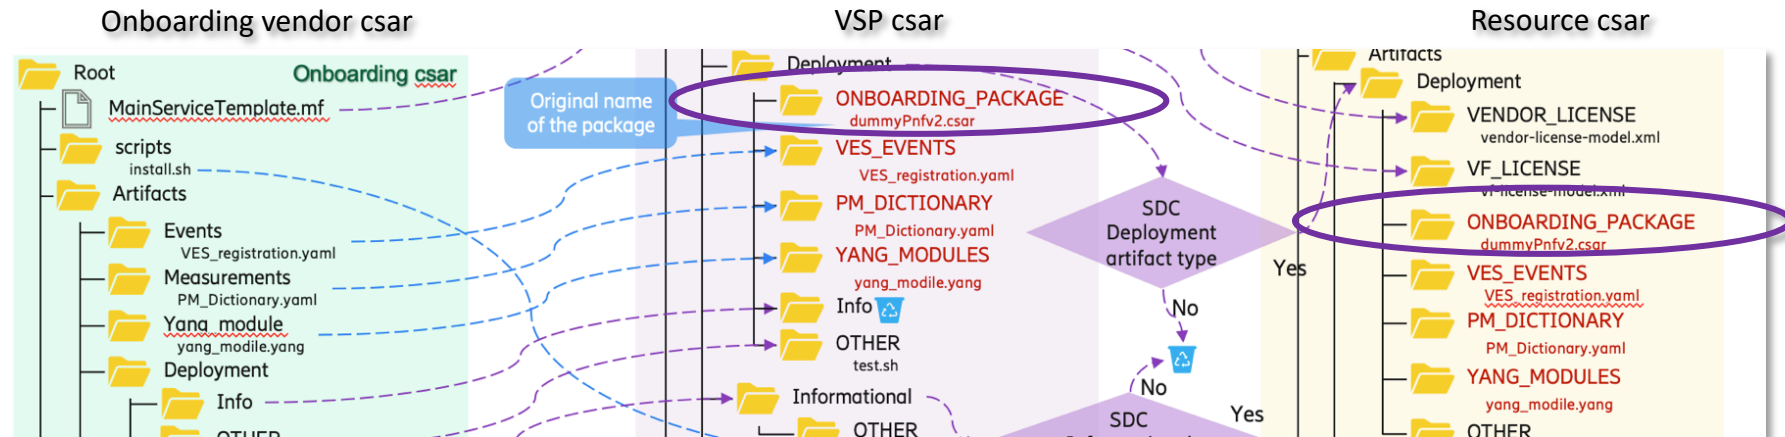 Onboarding vendor csar
VSP csar
Resource csar
Root
Onboarding csar
MainServiceTemplate.mf
scripts
install.sh
Artifacts
Events
VES_registration.yaml
Measurements
PM_Dictionary.yaml
Yang_module
yang_modile.yang
Deployment
Info
OTHER
Original name
of the package
Deployment
ONBOARDING_PACKAGE
dummyPnfv2.csar
VES_EVENTS
VES_registration.yaml
PM_DICTIONARY
PM_Dictionary.yaml
YANG_MODULES
yang_modile.yang
Info
OTHER
test.sh
Informational
OTHER
SDC
Deployment
artifact type
Yes
No
No
SDC
Yes
Artifacts
Deployment
VENDOR_LICENSE
vendor-license-model.xml
VF_LICENSE
vf-license-model.xml
ONBOARDING_PACKAGE
dummyPnfv2.csar
VES_EVENTS
VES_registration.yaml
PM_DICTIONARY
PM_Dictionary.yaml
YANG_MODULES
yang_modile.yang
OTHER